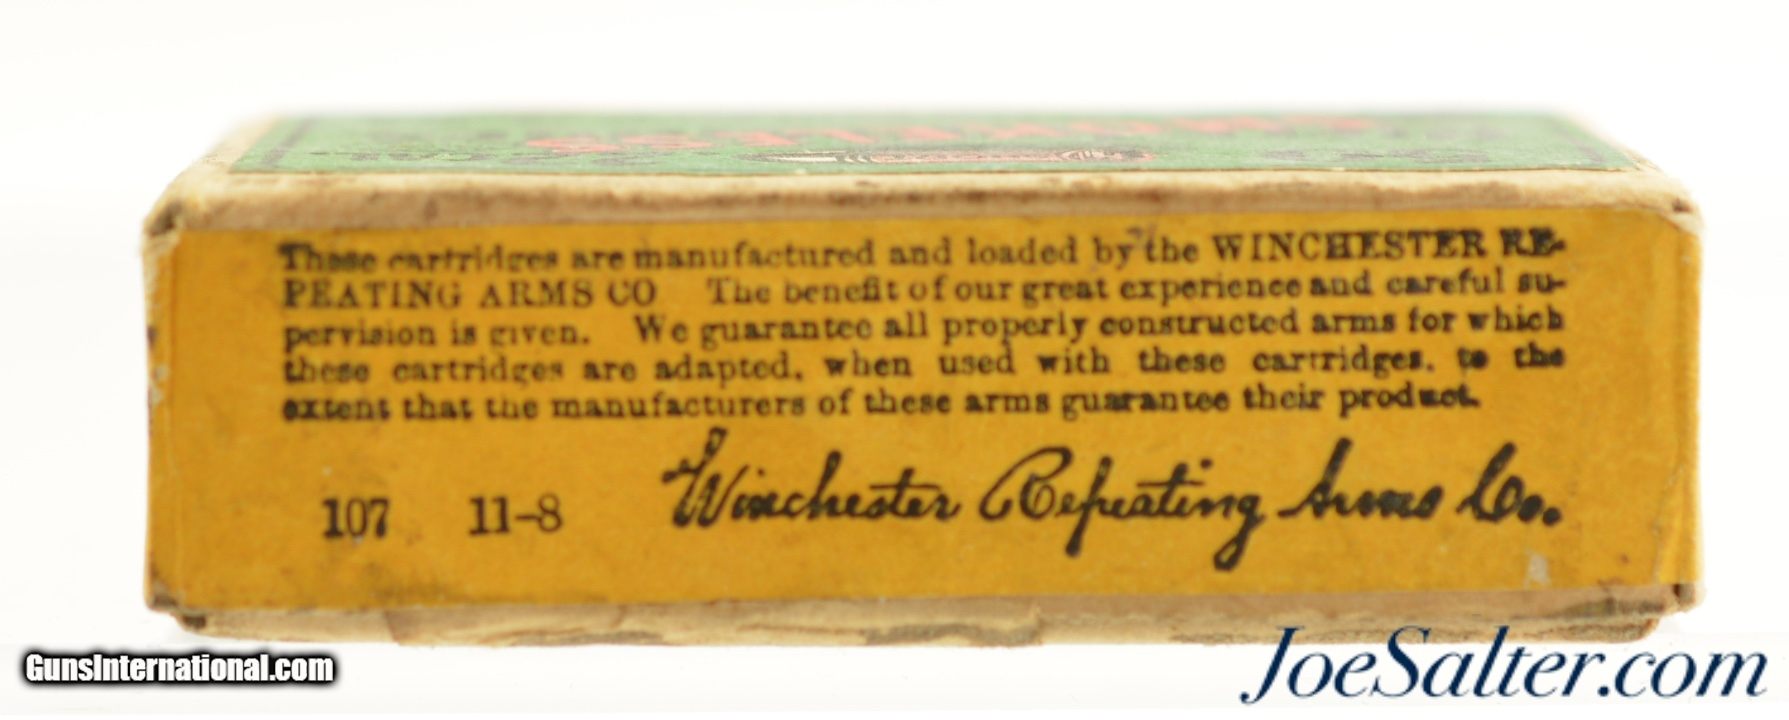 These cartridges are manufactured and loaded by the WINCHESTER RE-
PEATING ARMS CO The benefit of our great experience and careful su-
pervision is given. We guarantee all properly constructed arms for which
these cartridges are adapted, when used with these cartridges, to the
extent that the manufacturers of these arms guarantee their product.
107 11-8 Winchester Repeating Arms Co.
GunsInternational.com
JoeSalter.com